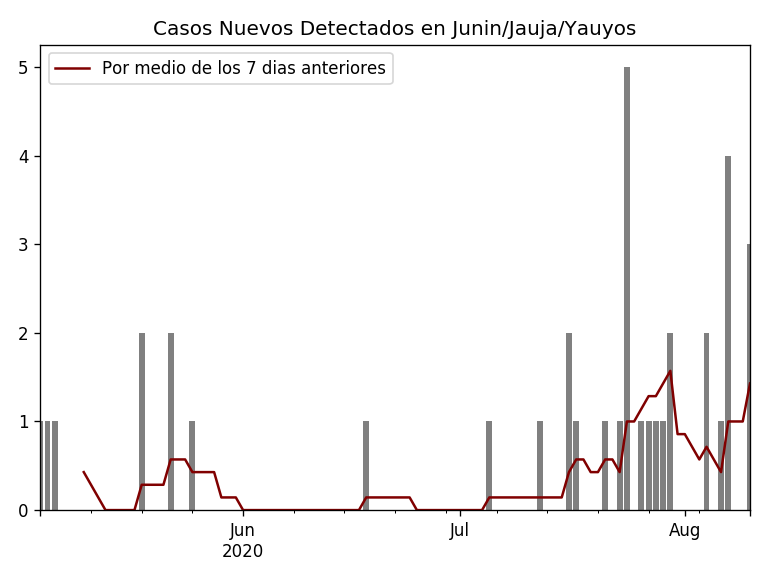 Casos Nuevos Detectados en Junin/Jauja/Yauyos
Por medio de los 7 dias anteriores
5
4
3
2
1
0
Jun
2020
Jul
Aug